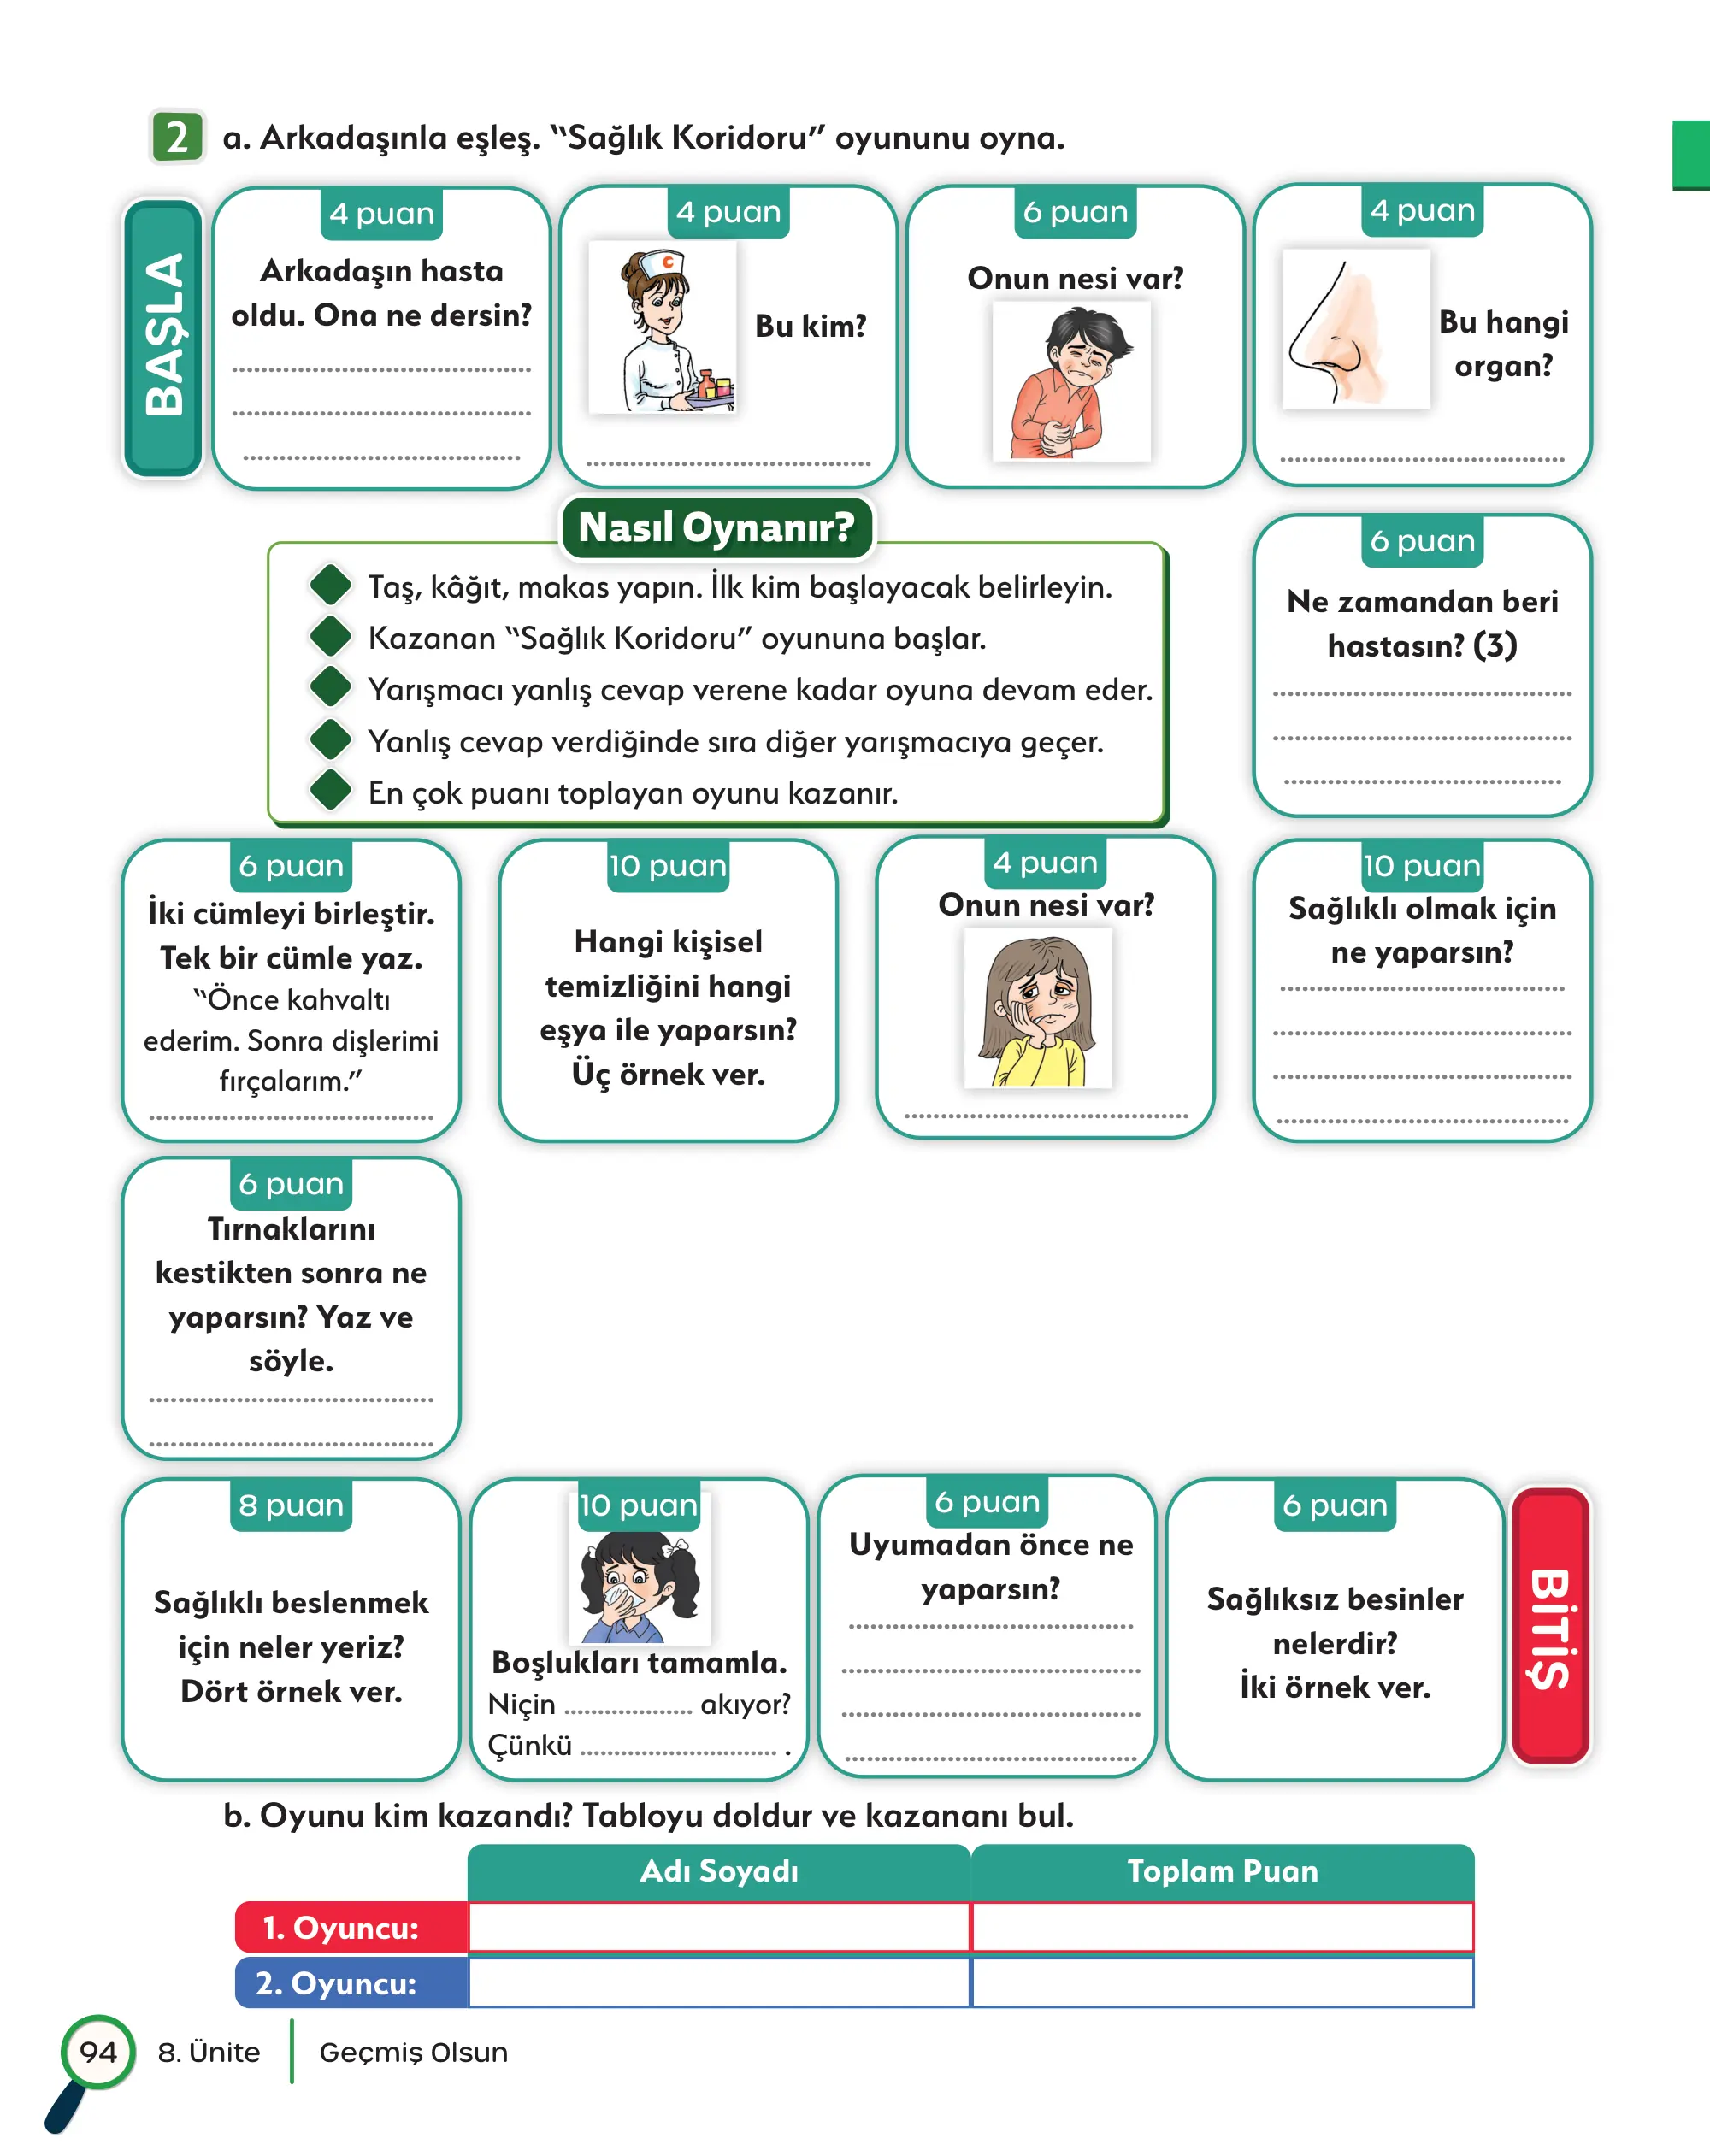 2 a. Arkadaşınla eşleş. “Sağlık Koridoru” oyununu oyna.
BAŞLA
4 puan
Arkadaşın hasta
oldu. Ona ne dersin?
4 puan
Bu kim?
6 puan
Onun nesi var?
4 puan
Bu hangi
organ?
Nasıl Oynanır?
Taş, kâğıt, makas yapın. İlk kim başlayacak belirleyin.
Kazanan “Sağlık Koridoru” oyununa başlar.
Yarışmacı yanlış cevap verene kadar oyuna devam eder.
Yanlış cevap verdiğinde sıra diğer yarışmacıya geçer.
En çok puanı toplayan oyunu kazanır.
6 puan
Ne zamandan beri
hastasın? (3)
10 puan
Sağlıklı olmak için
ne yaparsın?
4 puan
Onun nesi var?
10 puan
Hangi kişisel
temizliğini hangi
eşya ile yaparsın?
Üç örnek ver.
6 puan
İki cümleyi birleştir.
Tek bir cümle yaz.
“Önce kahvaltı
ederim. Sonra dişlerimi
fırçalarım.”
6 puan
Tırnaklarını
kestikten sonra ne
yaparsın? Yaz ve
söyle.
8 puan
Sağlıklı beslenmek
için neler yeriz?
Dört örnek ver.
10 puan
Boşlukları tamamla.
Niçin ................... akıyor?
Çünkü ............................. .
6 puan
Uyumadan önce ne
yaparsın?
6 puan
Sağlıksız besinler
nelerdir?
İki örnek ver.
BİTİŞ
b. Oyunu kim kazandı? Tabloyu doldur ve kazananı bul.
Adı Soyadı Toplam Puan
1. Oyuncu:
2. Oyuncu:
94 8. Ünite Geçmiş Olsun